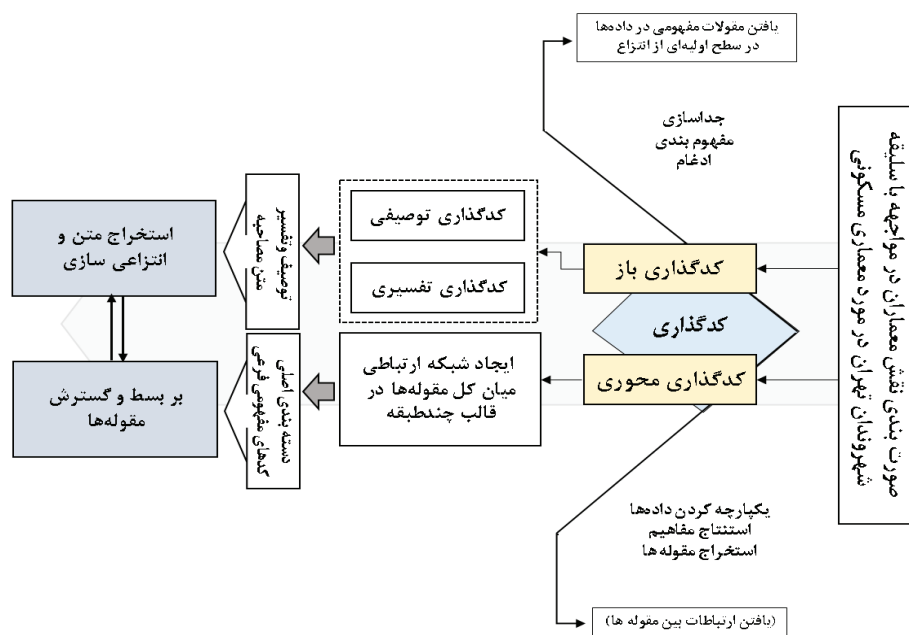 یافتن مقولات مفهومی در داده‌ها
در سطح اولیه‌ای از انتزاع
جداسازی
مفهوم بندی
ادغام
صورت بندی نقش معماران در مواجهه با سلیقه
شهروندان تهران در مورد معماری مسکونی
کدگذاری باز
کدگذاری
کدگذاری محوری
کدگذاری توصیفی
کدگذاری تفسیری
ایجاد شبکه ارتباطی
میان کل مقوله‌ها در
قالب چندطبقه
توصیف وتفسیر
متن مصاحبه
دسته بندی اصلی
کدهای مفهومی فرعی
استخراج متن و
انتزاعی سازی
بر بسط و گسترش
مقوله‌ها
یکپارچه کردن داده‌ها
استنتاج مفاهیم
استخراج مقوله ها
(یافتن ارتباطات بین مقوله ها)